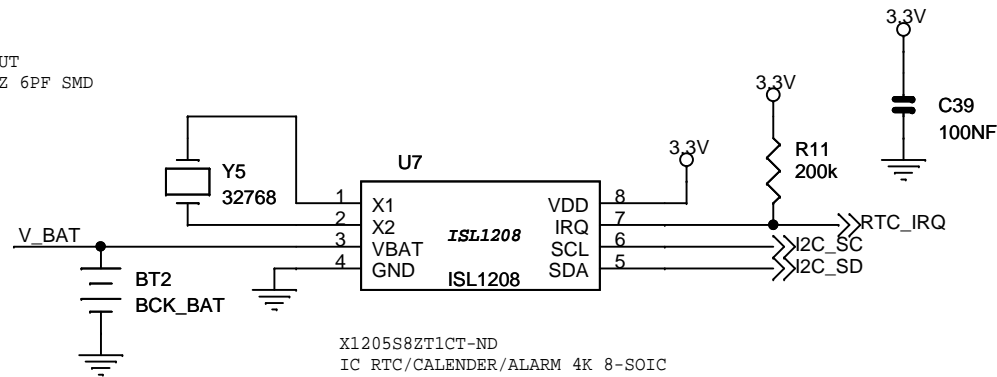 UT
Z 6PF SMD
3.3V
C39
100NF
3.3V
R11
200k
3.3V
Y5
32768
U7
1 X1 VDD 8
2 X2 IRQ 7 RTC_IRQ
V_BAT 3 VBAT ISL1208 SCL 6 I2C_SC
4 GND ISL1208 SDA 5 I2C_SD
BT2
BCK_BAT
X1205S8ZT1CT-ND
IC RTC/CALENDER/ALARM 4K 8-SOIC